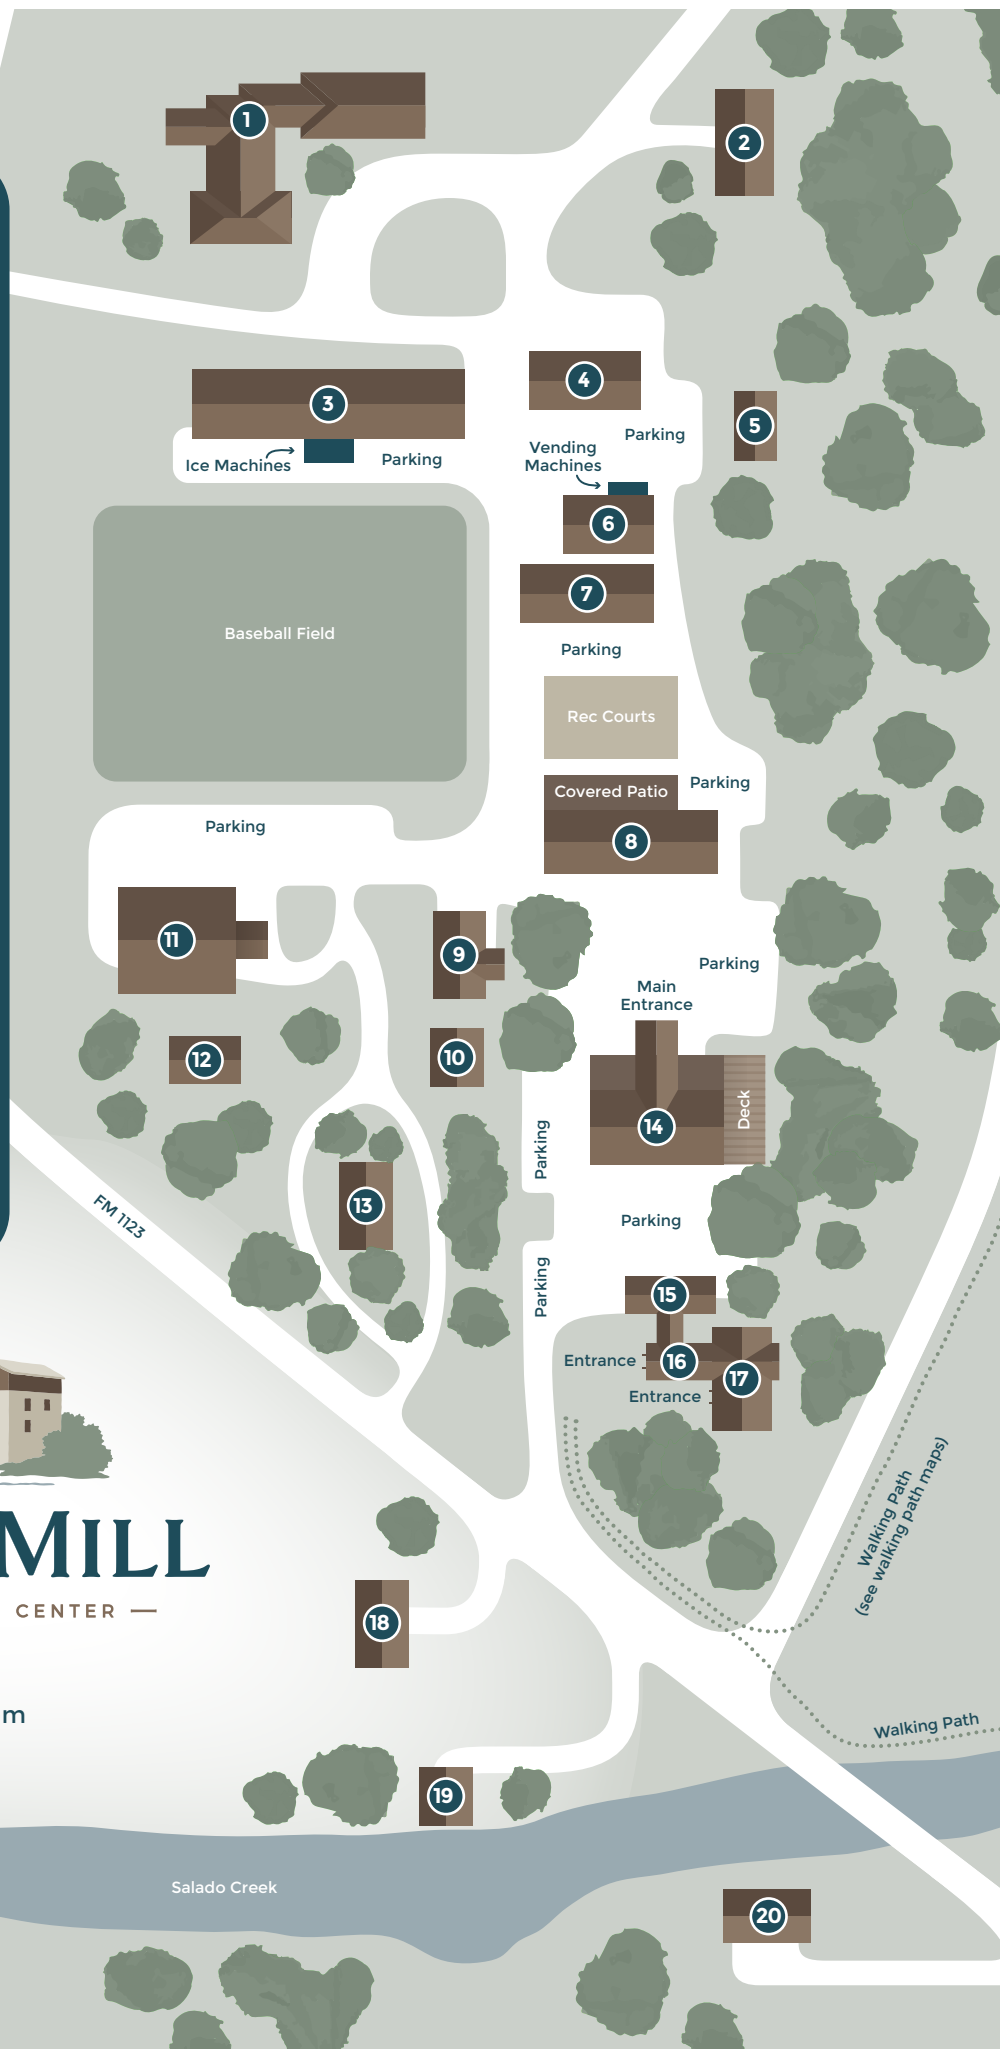 1
2
3
4
5
Ice Machines
Parking
Parking
Vending
Machines
6
7
Baseball Field
Parking
Rec Courts
Covered Patio
Parking
8
Parking
11
9
Parking
Main
Entrance
12
10
14
Deck
Parking
13
FM 1123
Parking
Parking
15
Entrance
16
17
Entrance
Walking Path
(see walking path maps)
MILL
CENTER
18
m
Walking Path
19
Salado Creek
20